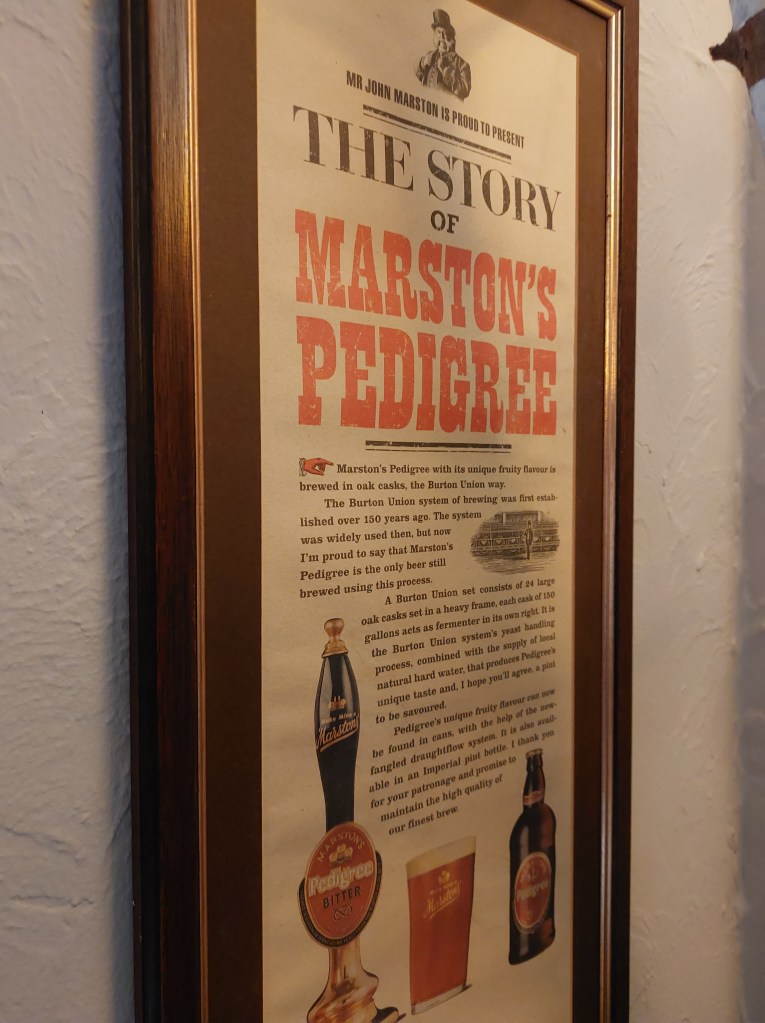 MR JOHN MARSTON IS PROUD TO PRESENT
THE STORY
OF
MARSTON'S
PEDIGREE
Marston's Pedigree with its unique fruity flavour is
brewed in oak casks, the Burton Union way.
The Burton Union system of brewing was first estab-
lished over 150 years ago. The system
was widely used then, but now
I'm proud to say that Marston's
Pedigree is the only beer still
brewed using this process.
A Burton Union set consists of 24 large
oak casks set in a heavy frame, each cask of 150
gallons acts as fermenter in its own right. It is
the Burton Union system's yeast handling
process, combined with the supply of local
natural hard water, that produces Pedigree's
unique taste and, I hope you'll agree, a pint
to be savoured.
Pedigree's unique fruity flavour can now
be found in cans, with the help of the new-
fangled draughtflow system. It is also avail-
able in an Imperial pint bottle. I thank you
for your patronage and promise to
maintain the high quality of
our finest brew.
Marston's
MARSTON'S
Pedigree
BITTER
Marston's
Pedigree